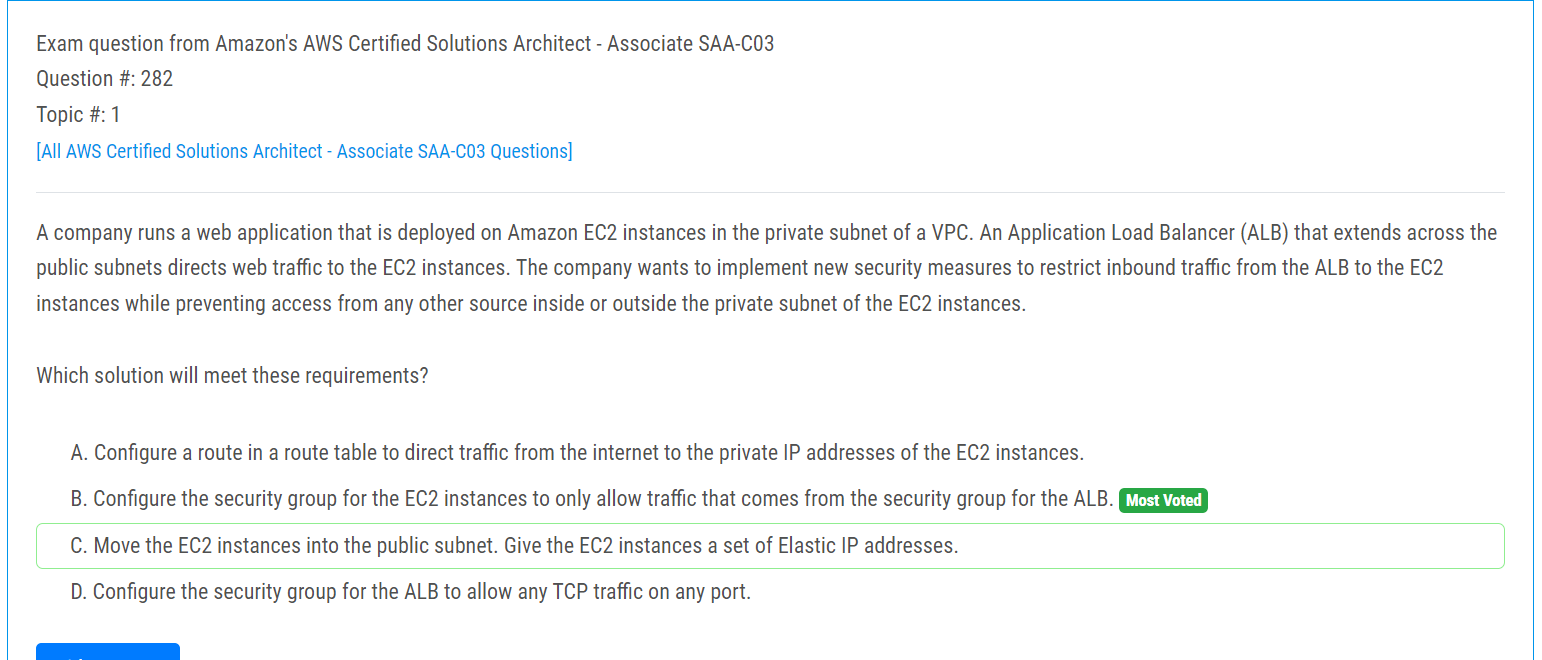 Exam question from Amazon's AWS Certified Solutions Architect - Associate SAA-C03
Question #: 282
Topic #: 1
[All AWS Certified Solutions Architect - Associate SAA-C03 Questions]
A company runs a web application that is deployed on Amazon EC2 instances in the private subnet of a VPC. An Application Load Balancer (ALB) that extends across the
public subnets directs web traffic to the EC2 instances. The company wants to implement new security measures to restrict inbound traffic from the ALB to the EC2
instances while preventing access from any other source inside or outside the private subnet of the EC2 instances.
Which solution will meet these requirements?
A. Configure a route in a route table to direct traffic from the internet to the private IP addresses of the EC2 instances.
B. Configure the security group for the EC2 instances to only allow traffic that comes from the security group for the ALB. Most Voted
C. Move the EC2 instances into the public subnet. Give the EC2 instances a set of Elastic IP addresses.
D. Configure the security group for the ALB to allow any TCP traffic on any port.